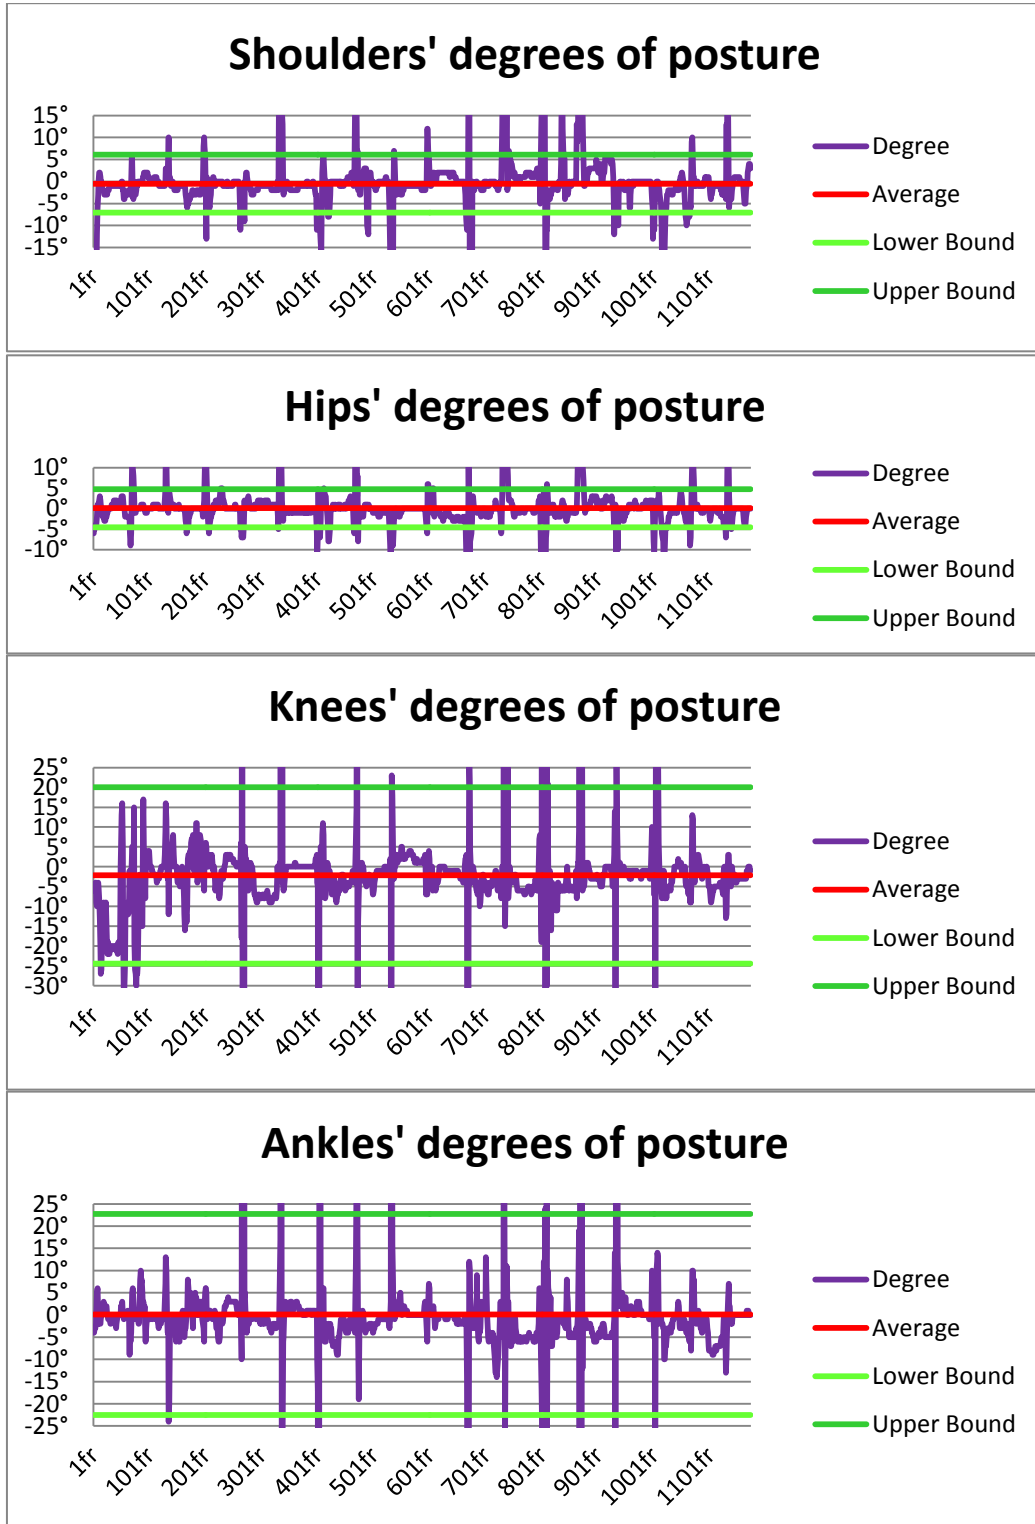 Shoulders' degrees of posture
15°
10°
5°
0°
-5°
-10°
-15°
1fr
101fr
201fr
301fr
401fr
501fr
601fr
701fr
801fr
901fr
1001fr
1101fr
Degree
Average
Lower Bound
Upper Bound
Hips' degrees of posture
10°
5°
0°
-5°
-10°
1fr
101fr
201fr
301fr
401fr
501fr
601fr
701fr
801fr
901fr
1001fr
1101fr
Degree
Average
Lower Bound
Upper Bound
Knees' degrees of posture
25°
20°
15°
10°
5°
0°
-5°
-10°
-15°
-20°
-25°
-30°
1fr
101fr
201fr
301fr
401fr
501fr
601fr
701fr
801fr
901fr
1001fr
1101fr
Degree
Average
Lower Bound
Upper Bound
Ankles' degrees of posture
25°
20°
15°
10°
5°
0°
-5°
-10°
-15°
-20°
-25°
1fr
101fr
201fr
301fr
401fr
501fr
601fr
701fr
801fr
901fr
1001fr
1101fr
Degree
Average
Lower Bound
Upper Bound